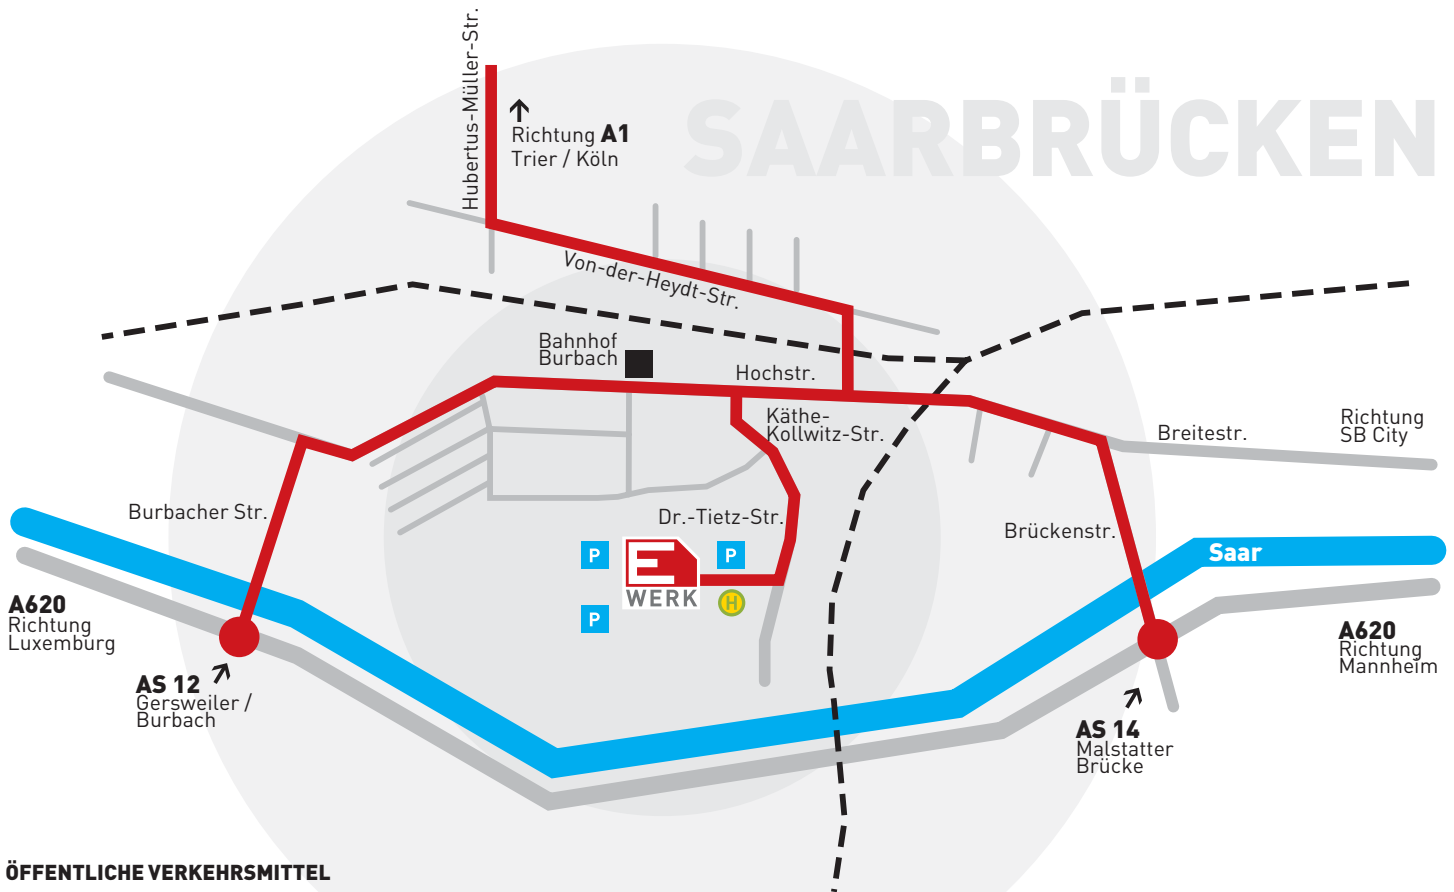 SAARBRÜCKEN
Hubertus-Müller-Str.
Richtung A1
Trier / Köln
Von-der-Heydt-Str.
Bahnhof
Burbach
Hochstr.
Käthe-
Kollwitz-Str.
Breitestr.
Richtung
SB City
Burbacher Str.
Dr.-Tietz-Str.
Brückenstr.
P
P
E
WERK
H
P
Saar
A620
Richtung
Luxemburg
A620
Richtung
Mannheim
AS 12
Gersweiler /
Burbach
AS 14
Malstatter
Brücke
ÖFFENTLICHE VERKEHRSMITTEL